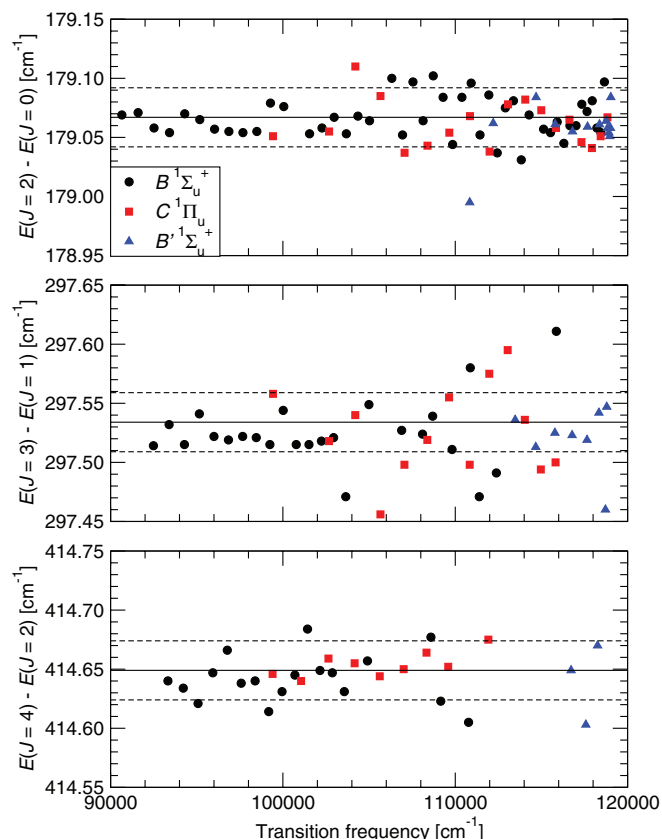 179.15
179.10
179.05
179.00
178.95
E(J = 2) - E(J = 0) [cm⁻¹]
B ¹Σᵤ⁺
C ¹Πᵤ
B' ¹Σᵤ⁺
297.65
297.60
297.55
297.50
297.45
E(J = 3) - E(J = 1) [cm⁻¹]
414.75
414.70
414.65
414.60
414.55
E(J = 4) - E(J = 2) [cm⁻¹]
90000 100000 110000 120000
Transition frequency [cm⁻¹]